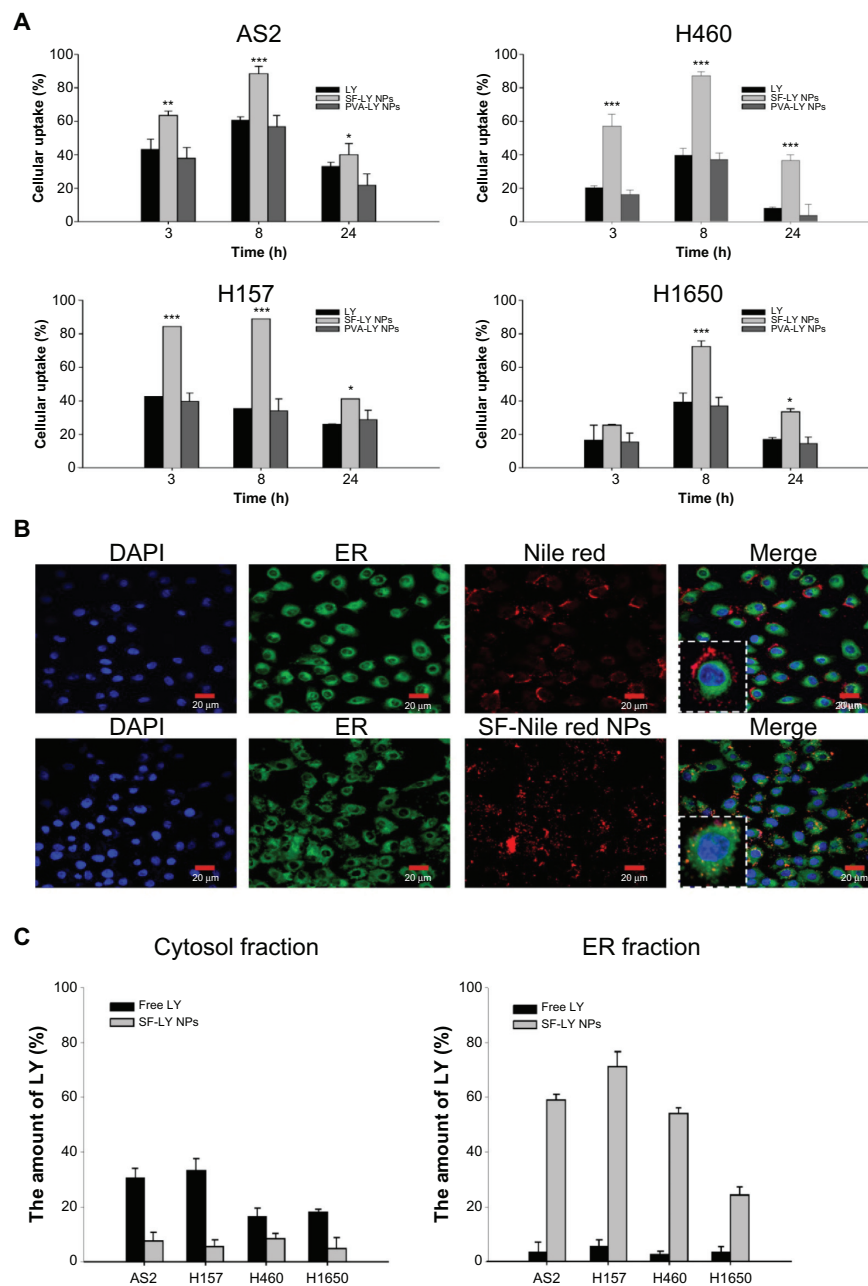 A
AS2
Cellular uptake (%)
100
80
60
40
20
0
** *** *
LY
SF-LY NPs
PVA-LY NPs
3 8 24
Time (h)
H460
Cellular uptake (%)
100
80
60
40
20
0
*** *** ***
LY
SF-LY NPs
PVA-LY NPs
3 8 24
Time (h)
H157
Cellular uptake (%)
100
80
60
40
20
0
*** *** *
LY
SF-LY NPs
PVA-LY NPs
3 8 24
Time (h)
H1650
Cellular uptake (%)
100
80
60
40
20
0
*** *
LY
SF-LY NPs
PVA-LY NPs
3 8 24
Time (h)
B
DAPI ER Nile red Merge
20 µm 20 µm 20 µm 20 µm
DAPI ER SF-Nile red NPs Merge
20 µm 20 µm 20 µm 20 µm
C
Cytosol fraction
The amount of LY (%)
100
80
60
40
20
0
Free LY
SF-LY NPs
AS2 H157 H460 H1650
ER fraction
The amount of LY (%)
100
80
60
40
20
0
Free LY
SF-LY NPs
AS2 H157 H460 H1650